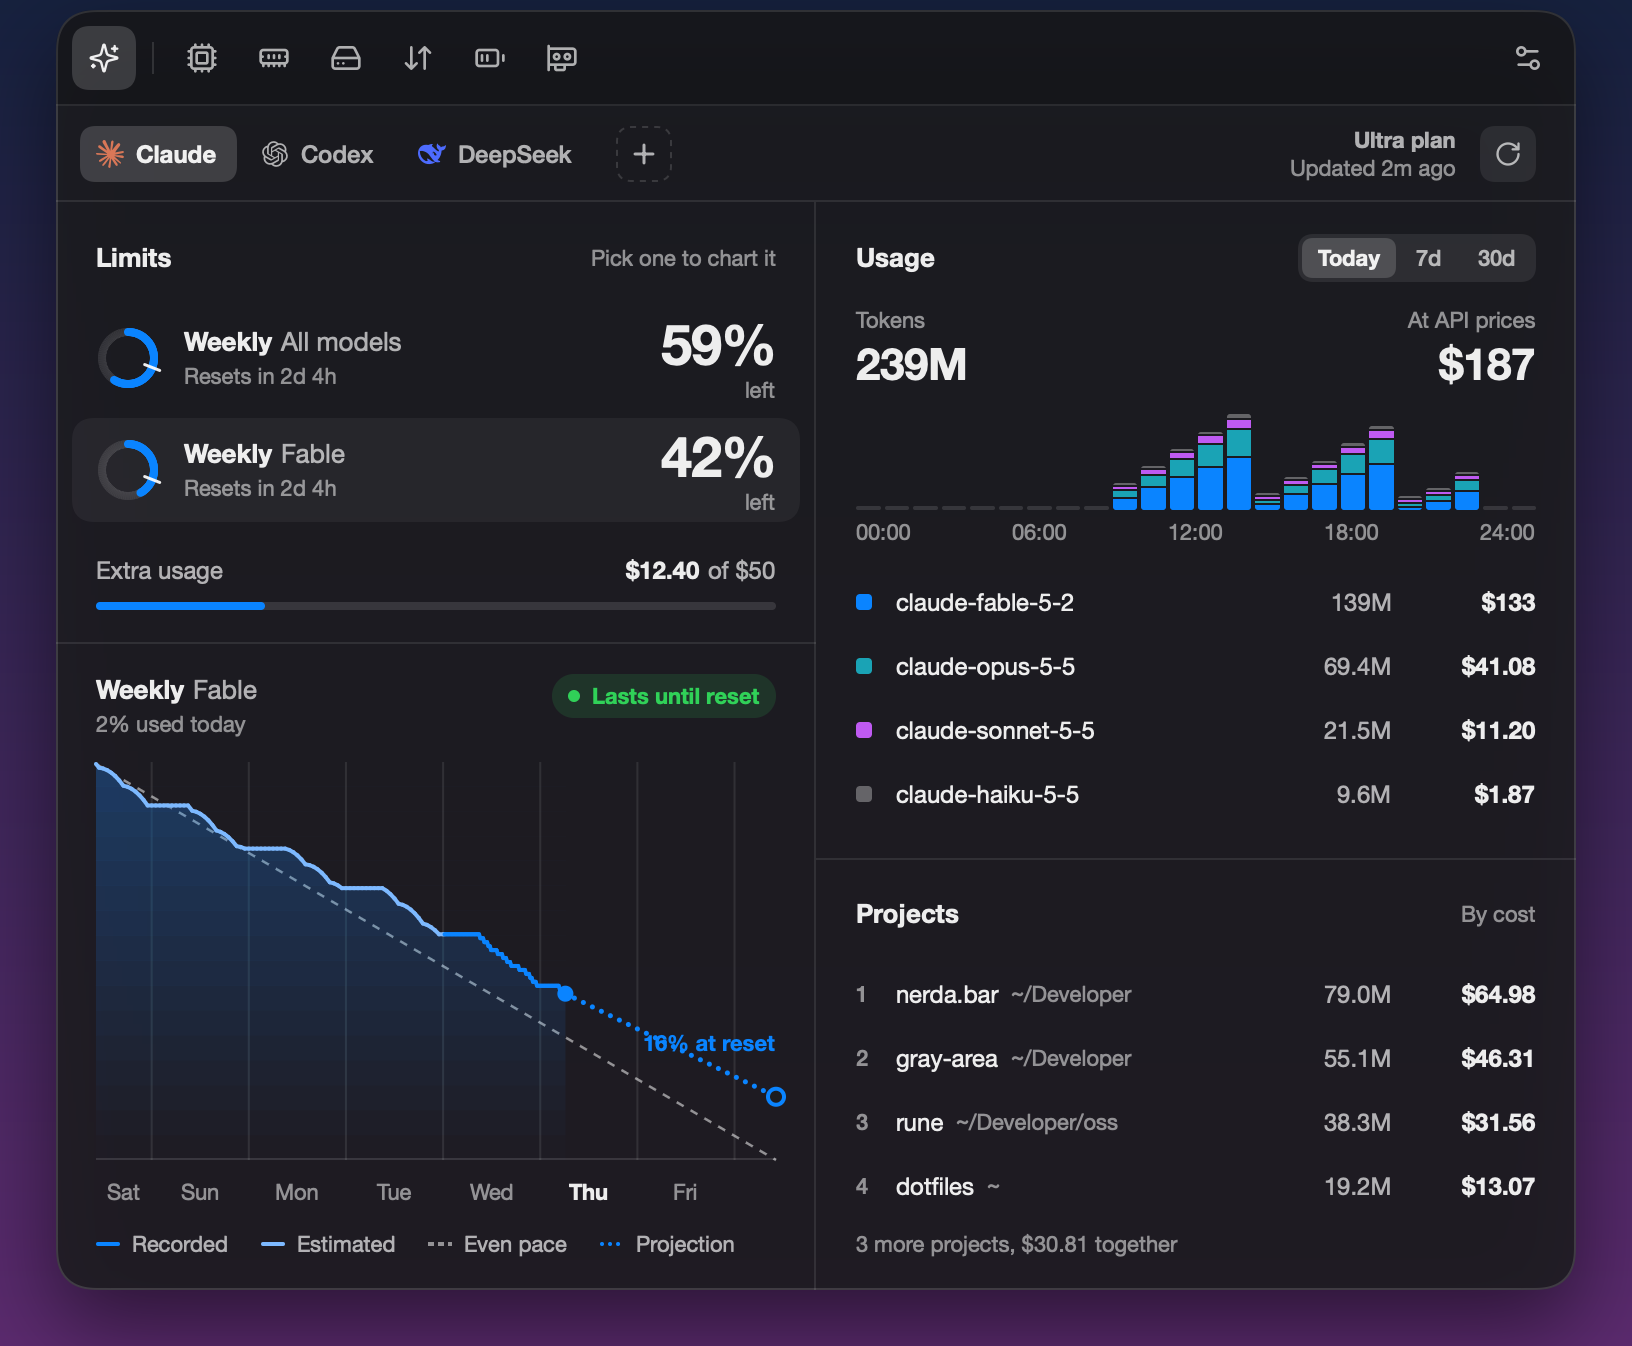 Claude
Codex
DeepSeek
Ultra plan
Updated 2m ago
Limits
Pick one to chart it
Weekly All models
Resets in 2d 4h
59%
left
Weekly Fable
Resets in 2d 4h
42%
left
Extra usage
$12.40 of $50
Weekly Fable
2% used today
Lasts until reset
16% at reset
Sat Sun Mon Tue Wed Thu Fri
Recorded Estimated Even pace Projection
Usage
Today 7d 30d
Tokens
239M
At API prices
$187
00:00 06:00 12:00 18:00 24:00
claude-fable-5-2 139M $133
claude-opus-5-5 69.4M $41.08
claude-sonnet-5-5 21.5M $11.20
claude-haiku-5-5 9.6M $1.87
Projects
By cost
1 nerda.bar ~/Developer 79.0M $64.98
2 gray-area ~/Developer 55.1M $46.31
3 rune ~/Developer/oss 38.3M $31.56
4 dotfiles ~ 19.2M $13.07
3 more projects, $30.81 together